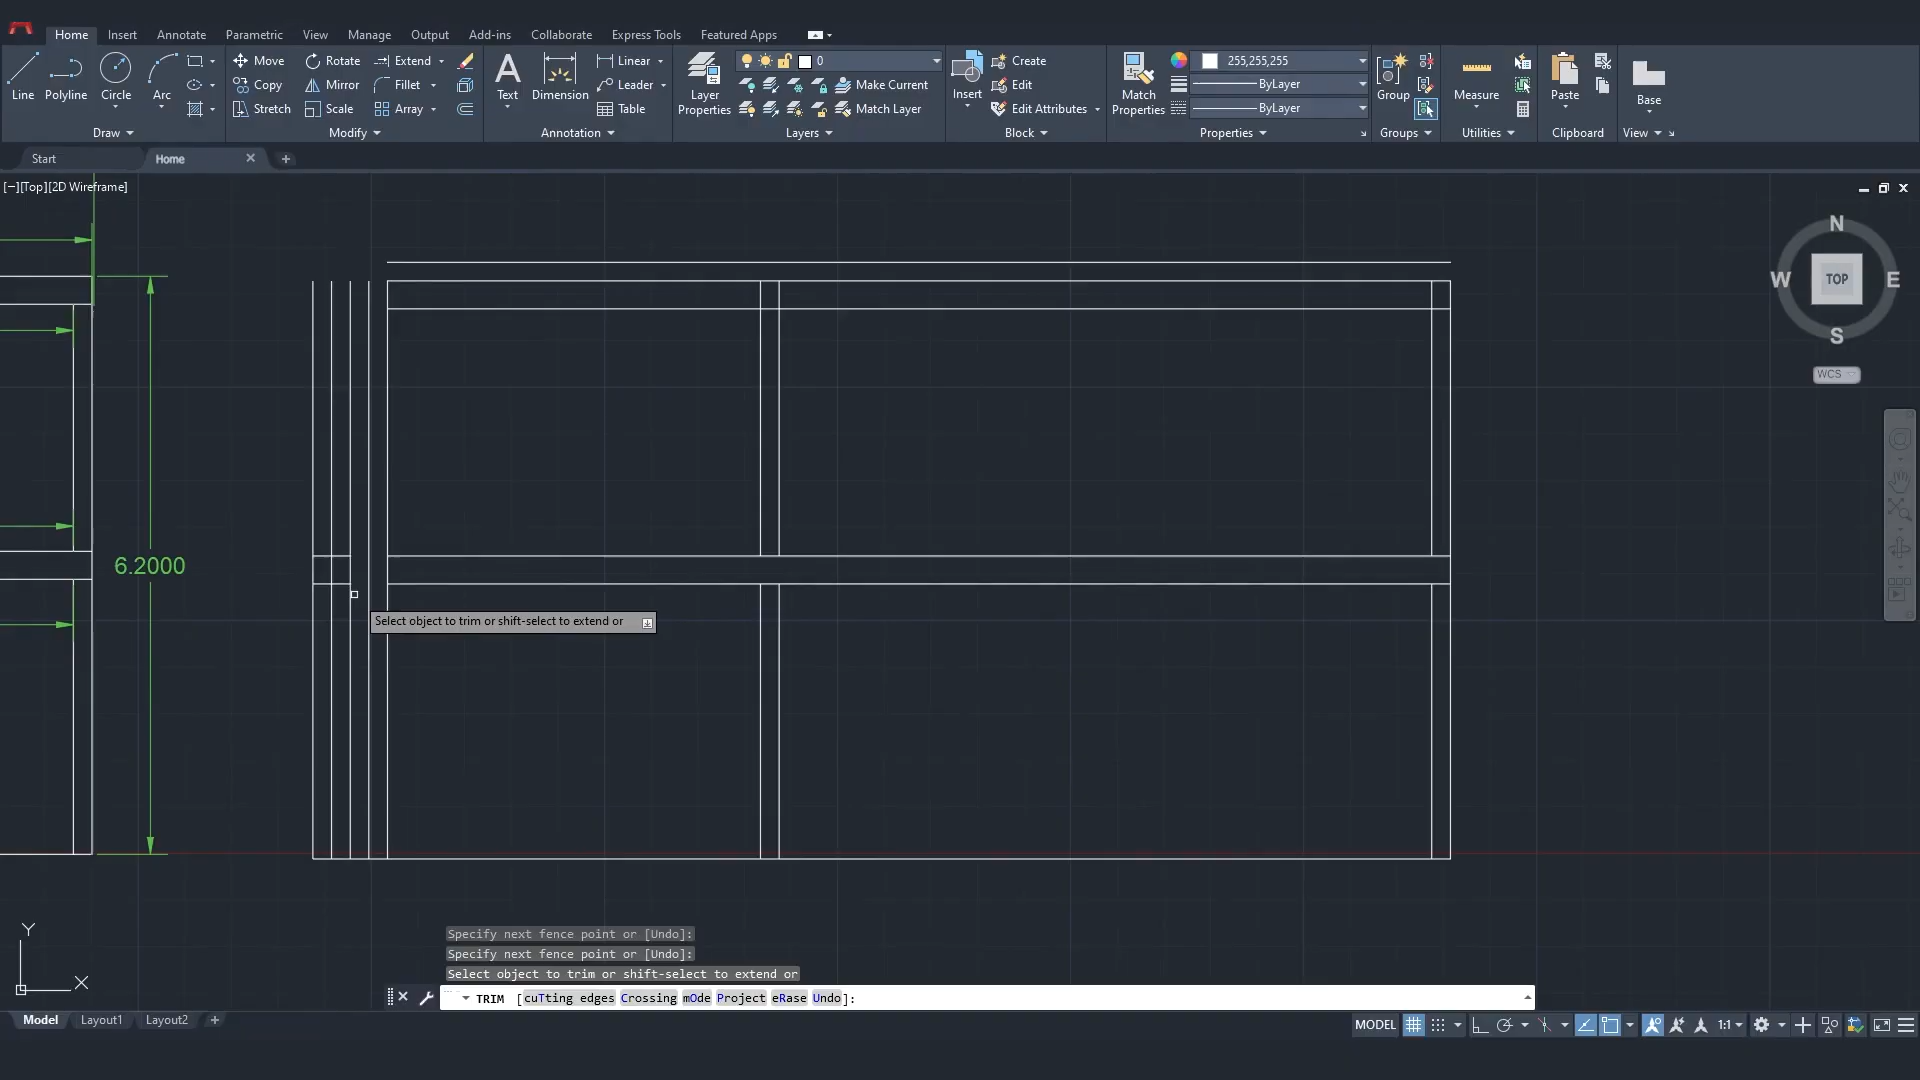 Home Insert Annotate Parametric View Manage Output Add-ins Collaborate Express Tools Featured Apps
Line Polyline Circle Arc
Move Rotate Extend
Copy Mirror Fillet
Stretch Scale Array
Text Dimension
Linear
Leader
Table
Layer Properties
0
Make Current
Match Layer
Insert
Create
Edit
Edit Attributes
Match Properties
255,255,255
ByLayer
ByLayer
Group
Measure
Paste
Base
Draw Modify Annotation Layers Block Properties Groups Utilities Clipboard View
Start Home
[−][Top][2D Wireframe]
N
W TOP E
S
WCS
6.2000
Select object to trim or shift-select to extend or
Y
X
Specify next fence point or [Undo]:
Specify next fence point or [Undo]:
Select object to trim or shift-select to extend or
TRIM [cuTting edges Crossing mOde Project eRase Undo]:
Model Layout1 Layout2 +
MODEL 1:1